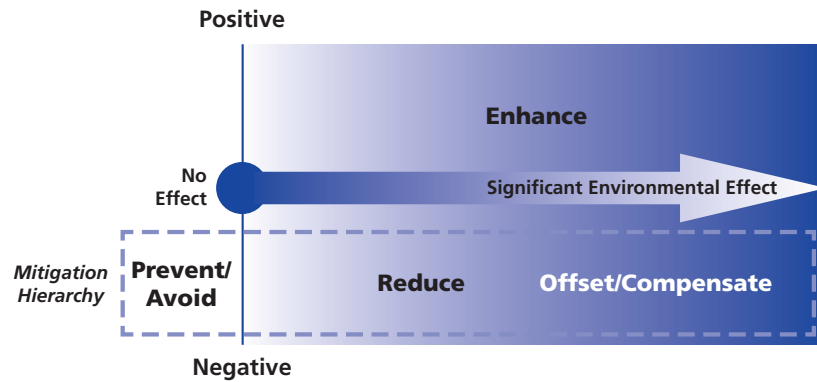 Positive
Enhance
No
Effect
Significant Environmental Effect
Mitigation
Hierarchy
Prevent/
Avoid
Reduce
Offset/Compensate
Negative